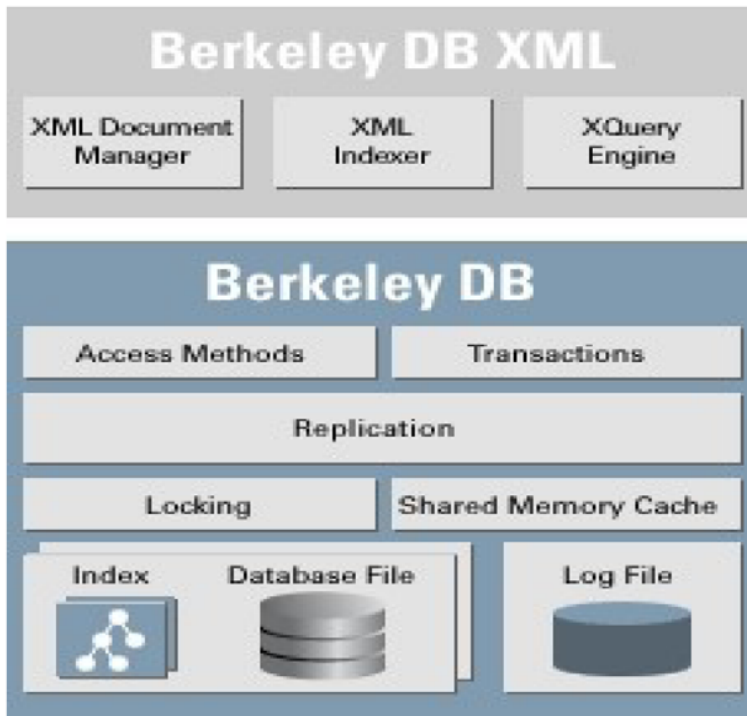 Berkeley DB XML
XML Document
Manager
XML
Indexer
XQuery
Engine
Berkeley DB
Access Methods
Transactions
Replication
Locking
Shared Memory Cache
Index
Database File
Log File